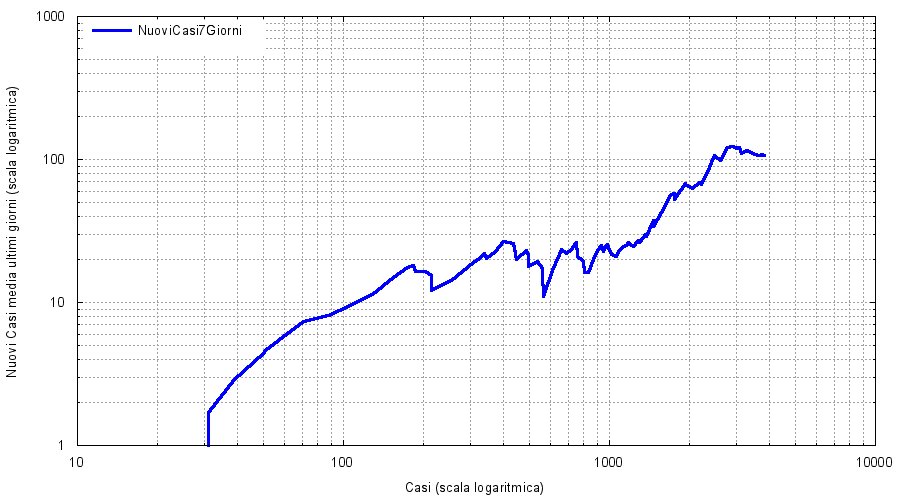 1000
NuoviCasi7Giorni
100
10
1
10
100
1000
10000
Nuovi Casi media ultimi giorni (scala logaritmica)
Casi (scala logaritmica)